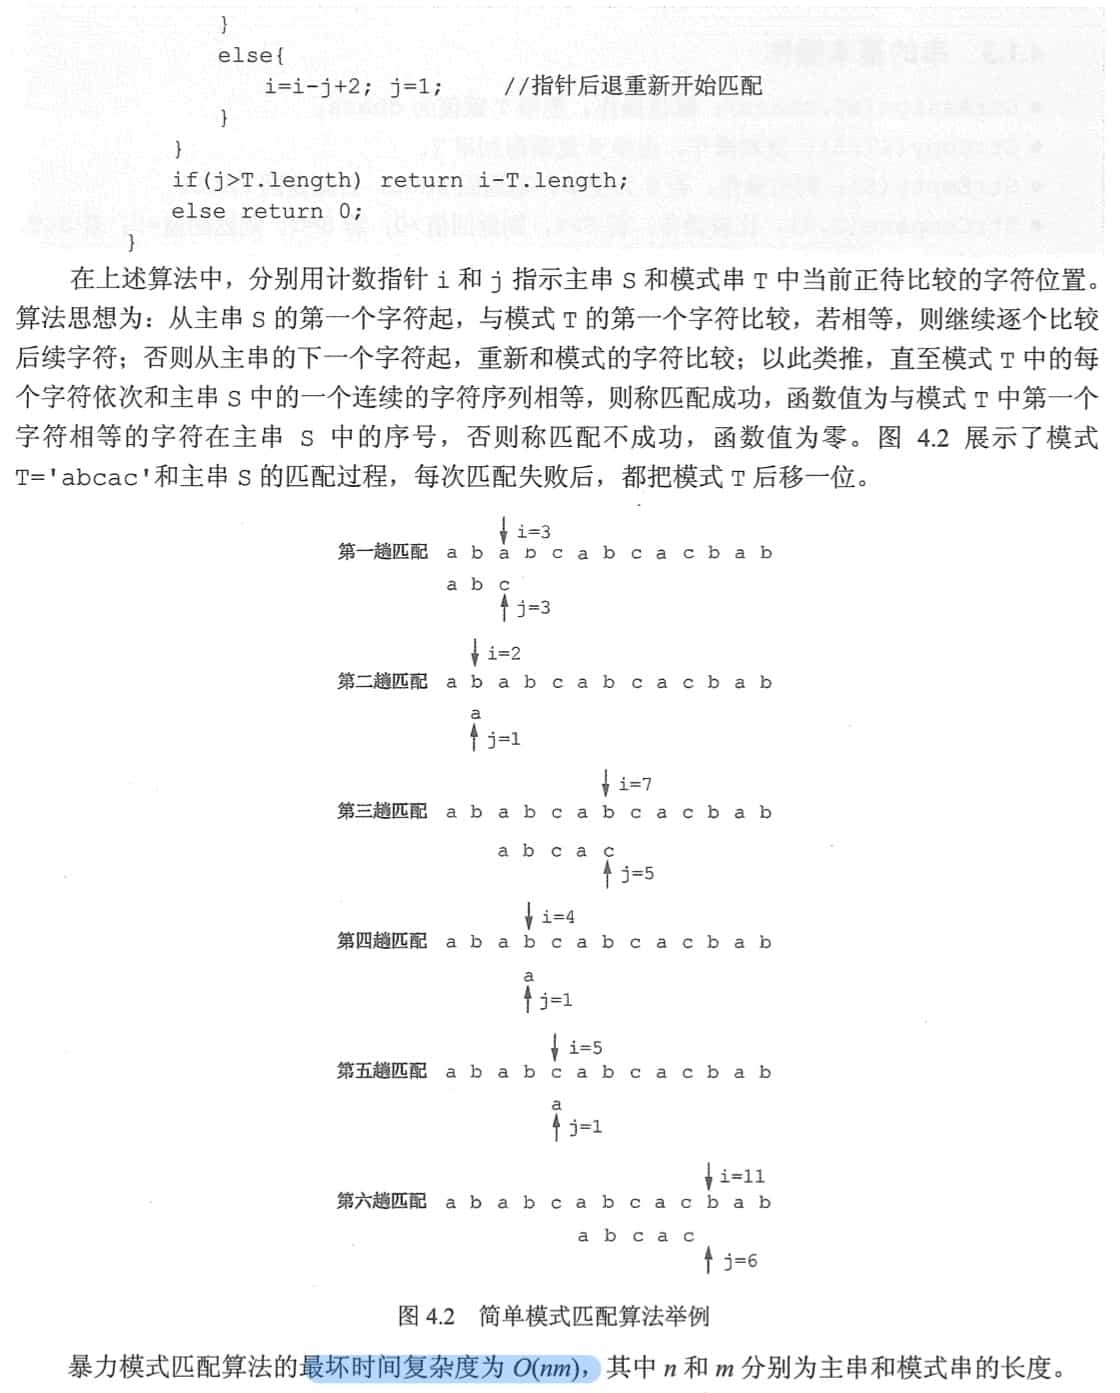 }
else{
i=i-j+2; j=1; //指针后退重新开始匹配
}
}
if(j>T.length) return i-T.length;
else return 0;
}
在上述算法中，分别用计数指针 i 和 j 指示主串 S 和模式串 T 中当前正待比较的字符位置。
算法思想为：从主串 S 的第一个字符起，与模式 T 的第一个字符比较，若相等，则继续逐个比较
后续字符；否则从主串的下一个字符起，重新和模式的字符比较；以此类推，直至模式 T 中的每
个字符依次和主串 S 中的一个连续的字符序列相等，则称匹配成功，函数值为与模式 T 中第一个
字符相等的字符在主串 S 中的序号，否则称匹配不成功，函数值为零。图 4.2 展示了模式
T='abcac'和主串 S 的匹配过程，每次匹配失败后，都把模式 T 后移一位。
i=3
第一趟匹配 a b a b c a b c a c b a b
a b c
j=3
i=2
第二趟匹配 a b a b c a b c a c b a b
a
j=1
i=7
第三趟匹配 a b a b c a b c a c b a b
a b c a c
j=5
i=4
第四趟匹配 a b a b c a b c a c b a b
a
j=1
i=5
第五趟匹配 a b a b c a b c a c b a b
a
j=1
i=11
第六趟匹配 a b a b c a b c a c b a b
a b c a c
j=6
图 4.2 简单模式匹配算法举例
暴力模式匹配算法的最坏时间复杂度为 O(nm)，其中 n 和 m 分别为主串和模式串的长度。